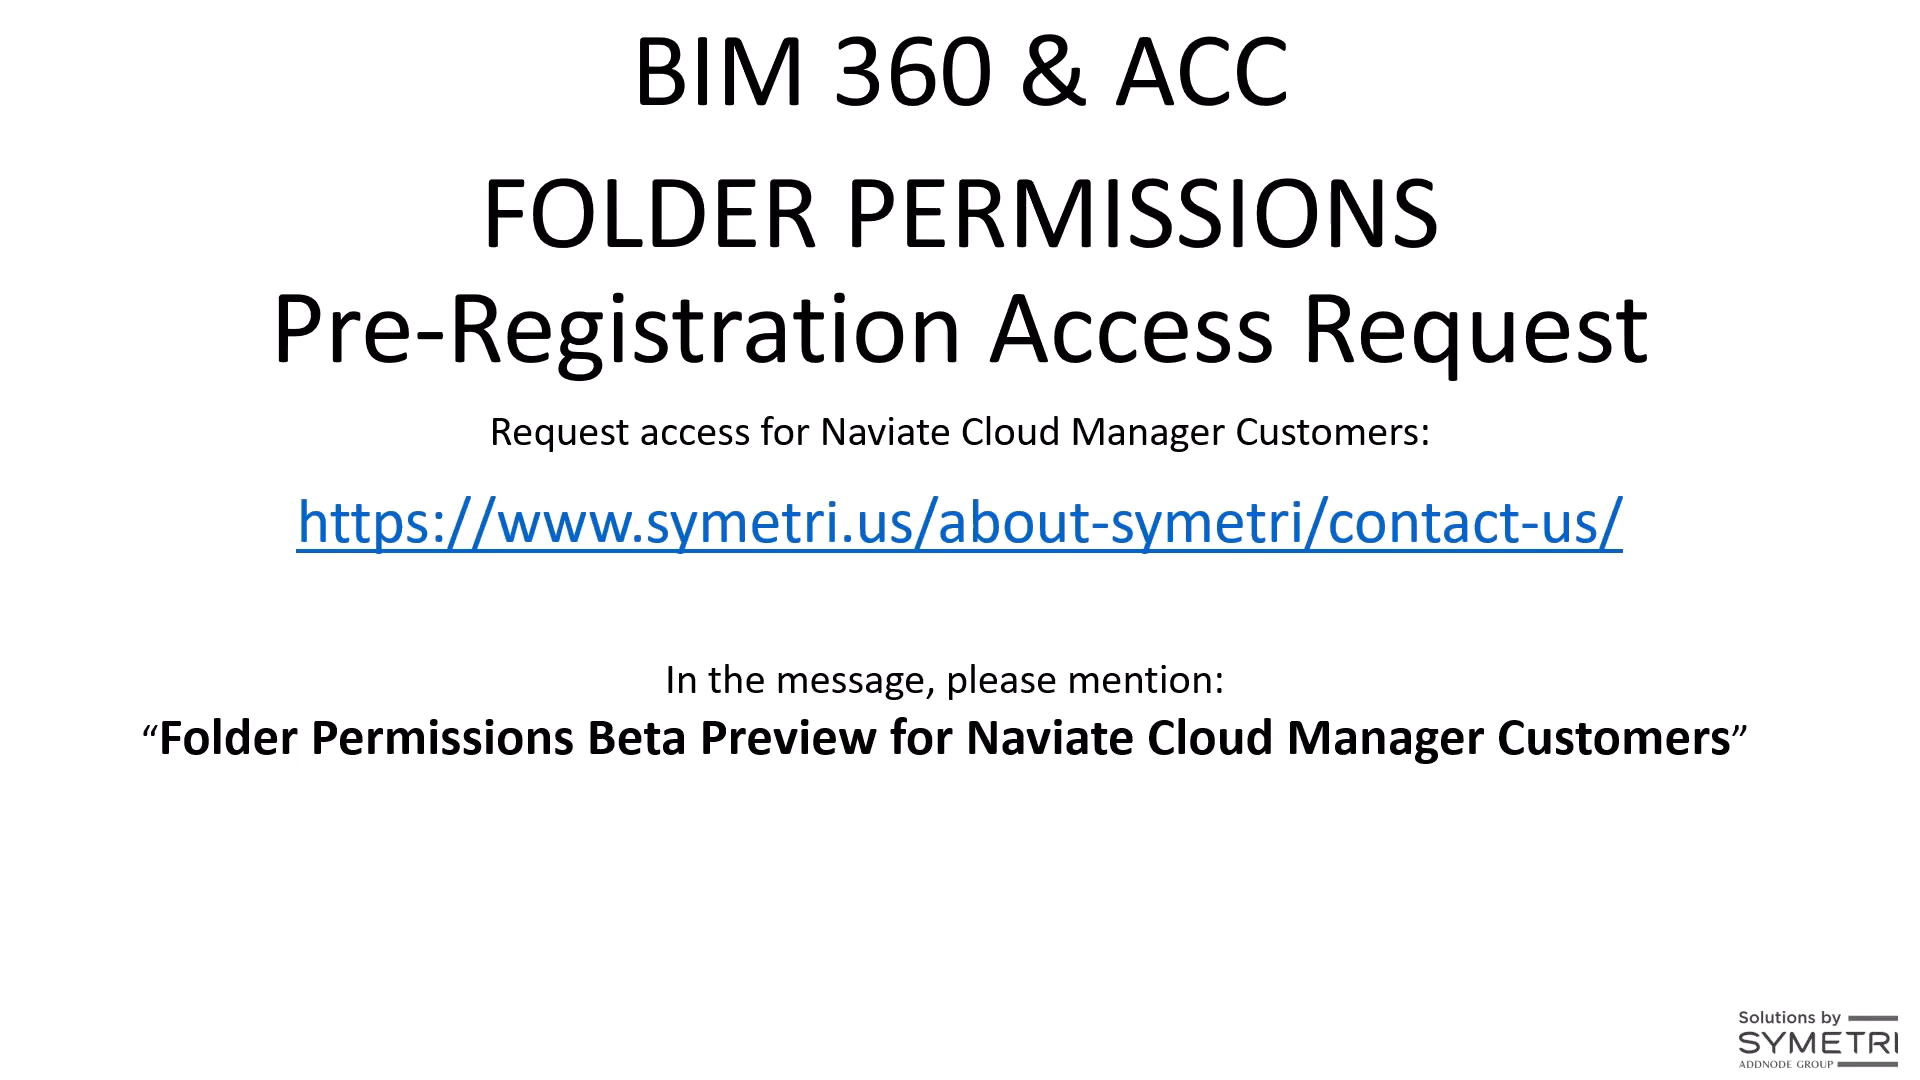 BIM 360 & ACC
FOLDER PERMISSIONS
Pre-Registration Access Request
Request access for Naviate Cloud Manager Customers:
https://www.symetri.us/about-symetri/contact-us/
In the message, please mention:
“Folder Permissions Beta Preview for Naviate Cloud Manager Customers”
Solutions by
SYMETRI
ADDNODE GROUP